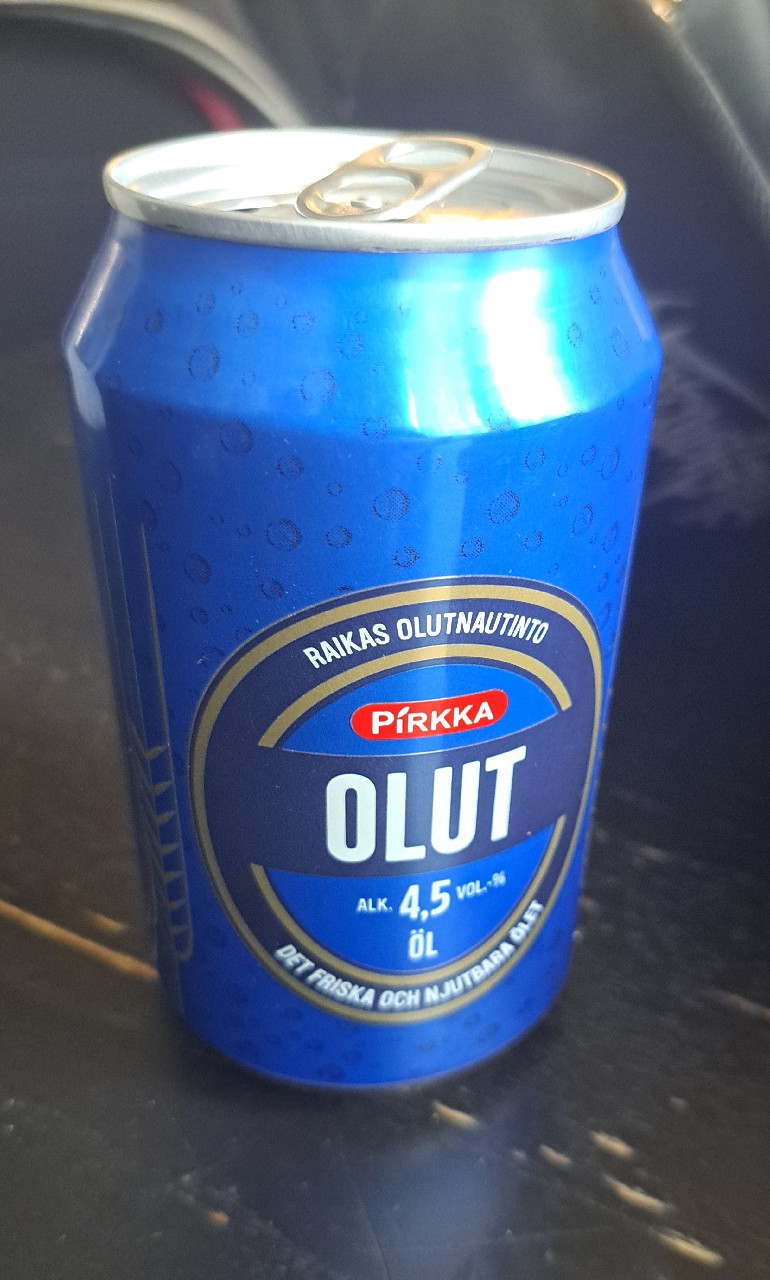 RAIKAS OLUTNAUTINTO
PIRKKA
OLUT
ALK. 4,5 VOL.-%
ÖL
DET FRISKA OCH NJUTBARA ÖLET